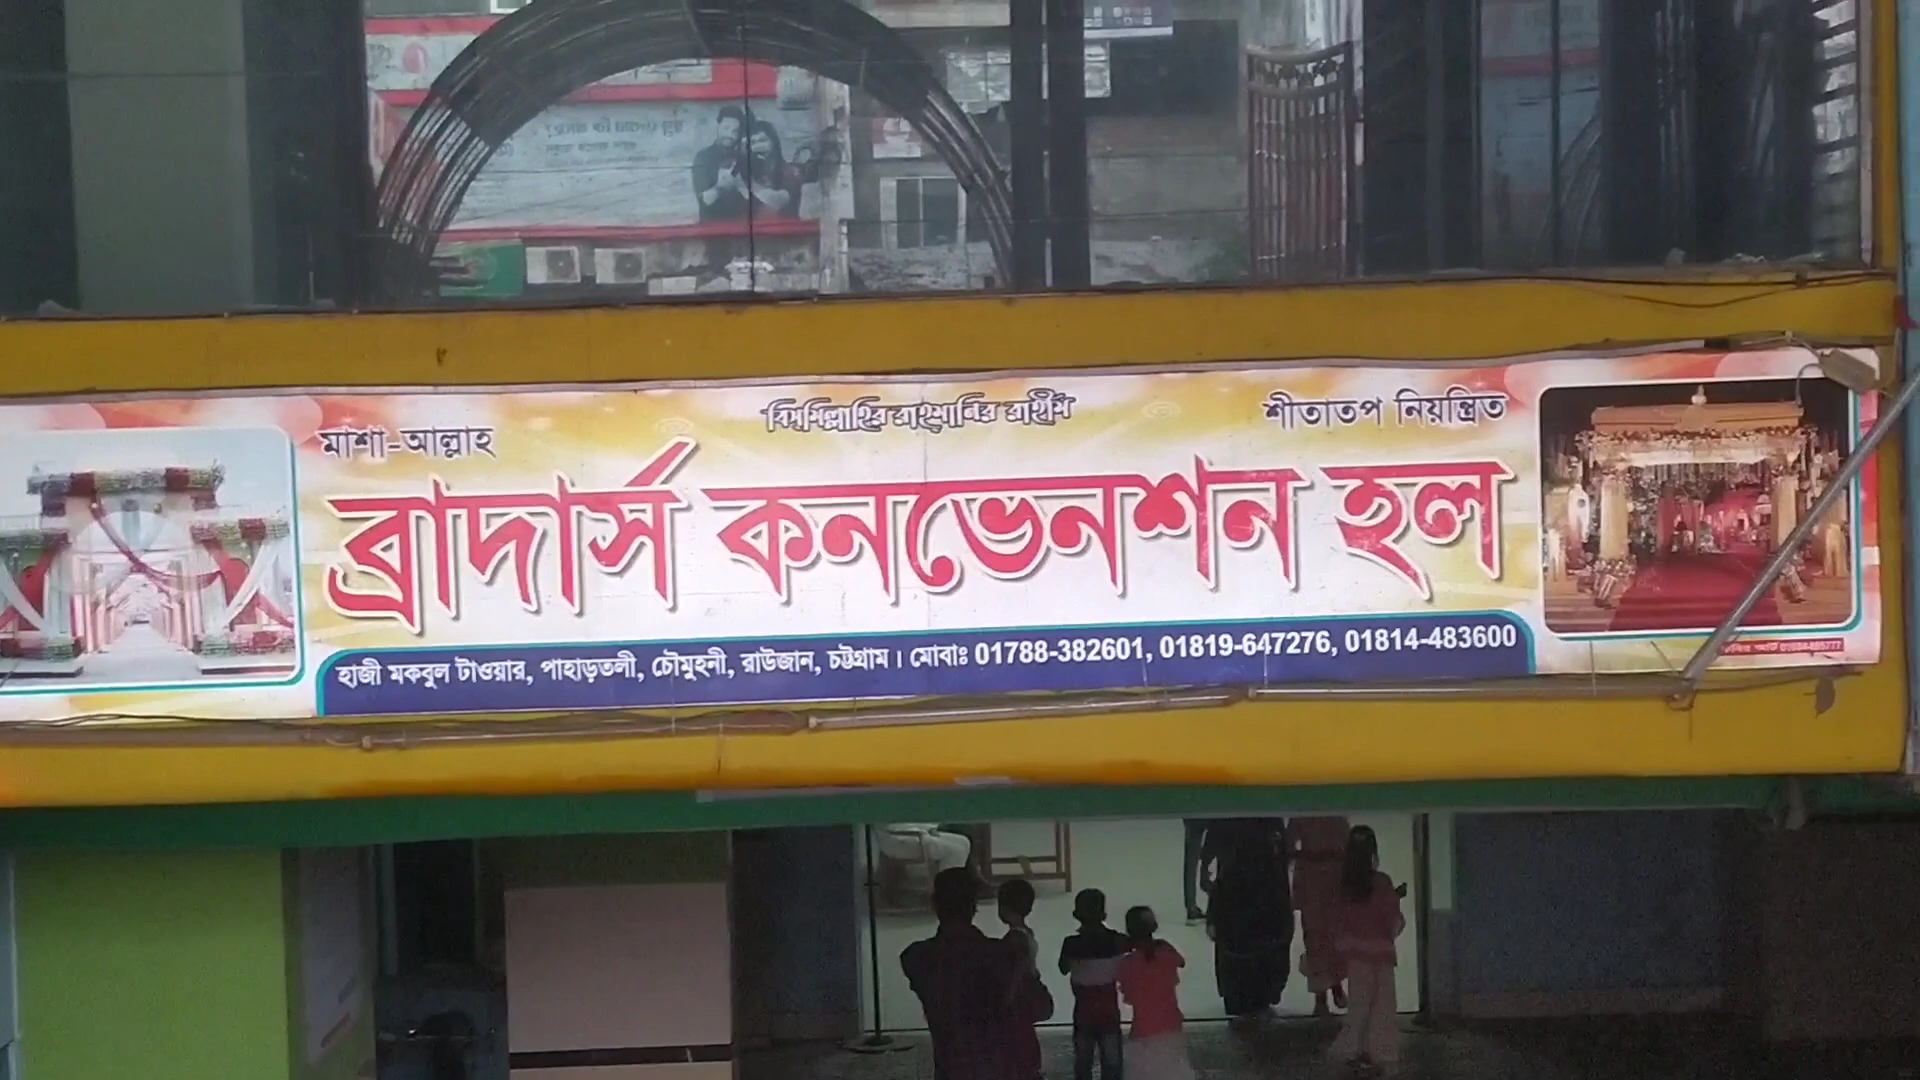 বিসমিল্লাহির রাহমানির রাহীম
মাশা-আল্লাহ
শীতাতপ নিয়ন্ত্রিত
ব্রাদার্স কনভেনশন হল
হাজী মকবুল টাওয়ার, পাহাড়তলী, চৌমুহনী, রাউজান, চট্টগ্রাম। মোবাঃ 01788-382601, 01819-647276, 01814-483600